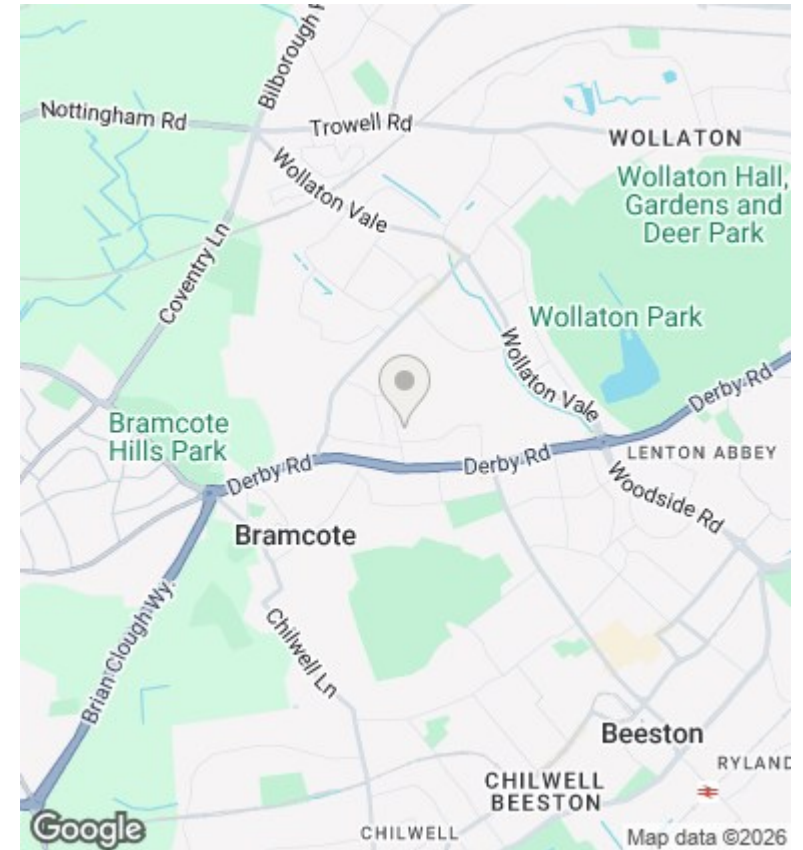 Bilborough
Nottingham Rd
Trowell Rd
WOLLATON
Wollaton Vale
Wollaton Hall,
Gardens and
Deer Park
Coventry Ln
Wollaton Park
Wollaton Vale
Derby Rd
Bramcote
Hills Park
Derby Rd
Derby Rd
LENTON ABBEY
Woodside Rd
Bramcote
Brian Clough Wy.
Chilwell Ln
Beeston
RYLAND
CHILWELL
BEESTON
CHILWELL
Google
Map data ©2026